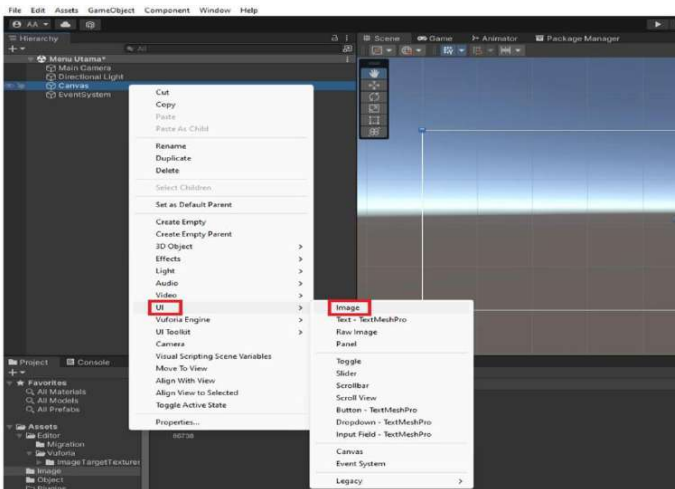 File Edit Assets GameObject Component Window Help
AA
Hierarchy
Scene Game Animator Package Manager
All
Menu Utama*
Main Camera
Directional Light
Canvas
EventSystem
Cut
Copy
Paste
Paste As Child
Rename
Duplicate
Delete
Select Children
Set as Default Parent
Create Empty
Create Empty Parent
3D Object
Effects
Light
Audio
Video
UI
Vuforia Engine
UI Toolkit
Camera
Visual Scripting Scene Variables
Move To View
Align With View
Align View to Selected
Toggle Active State
Properties...
Image
Text - TextMeshPro
Raw Image
Panel
Toggle
Slider
Scrollbar
Scroll View
Button - TextMeshPro
Dropdown - TextMeshPro
Input Field - TextMeshPro
Canvas
Event System
Legacy
Project Console
Favorites
All Materials
All Models
All Prefabs
Assets
Editor
Migration
Vuforia
ImageTargetTextures
Image
Object